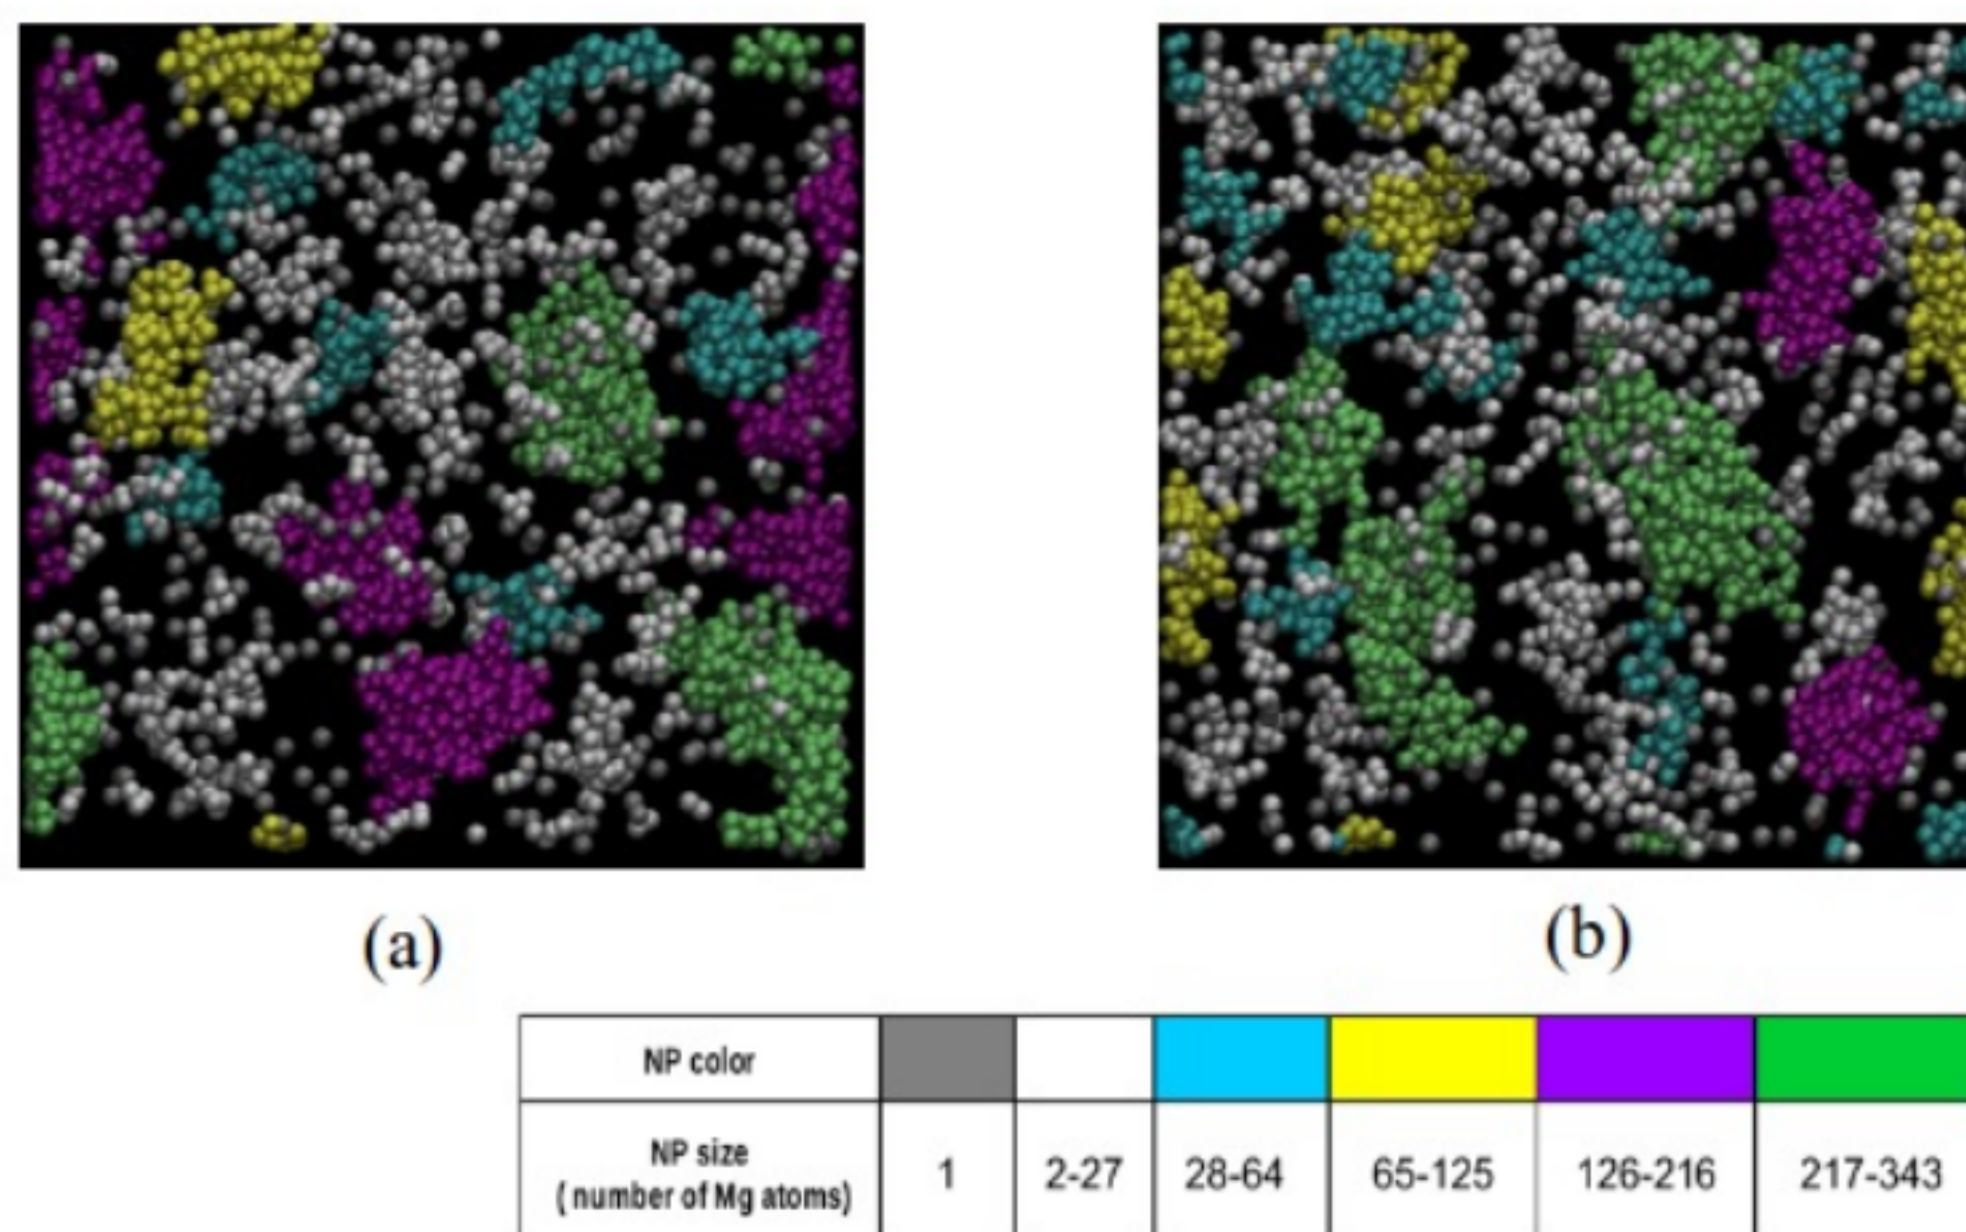 (a)
(b)
NP color
NP size
( number of Mg atoms)
1
2-27
28-64
65-125
126-216
217-343